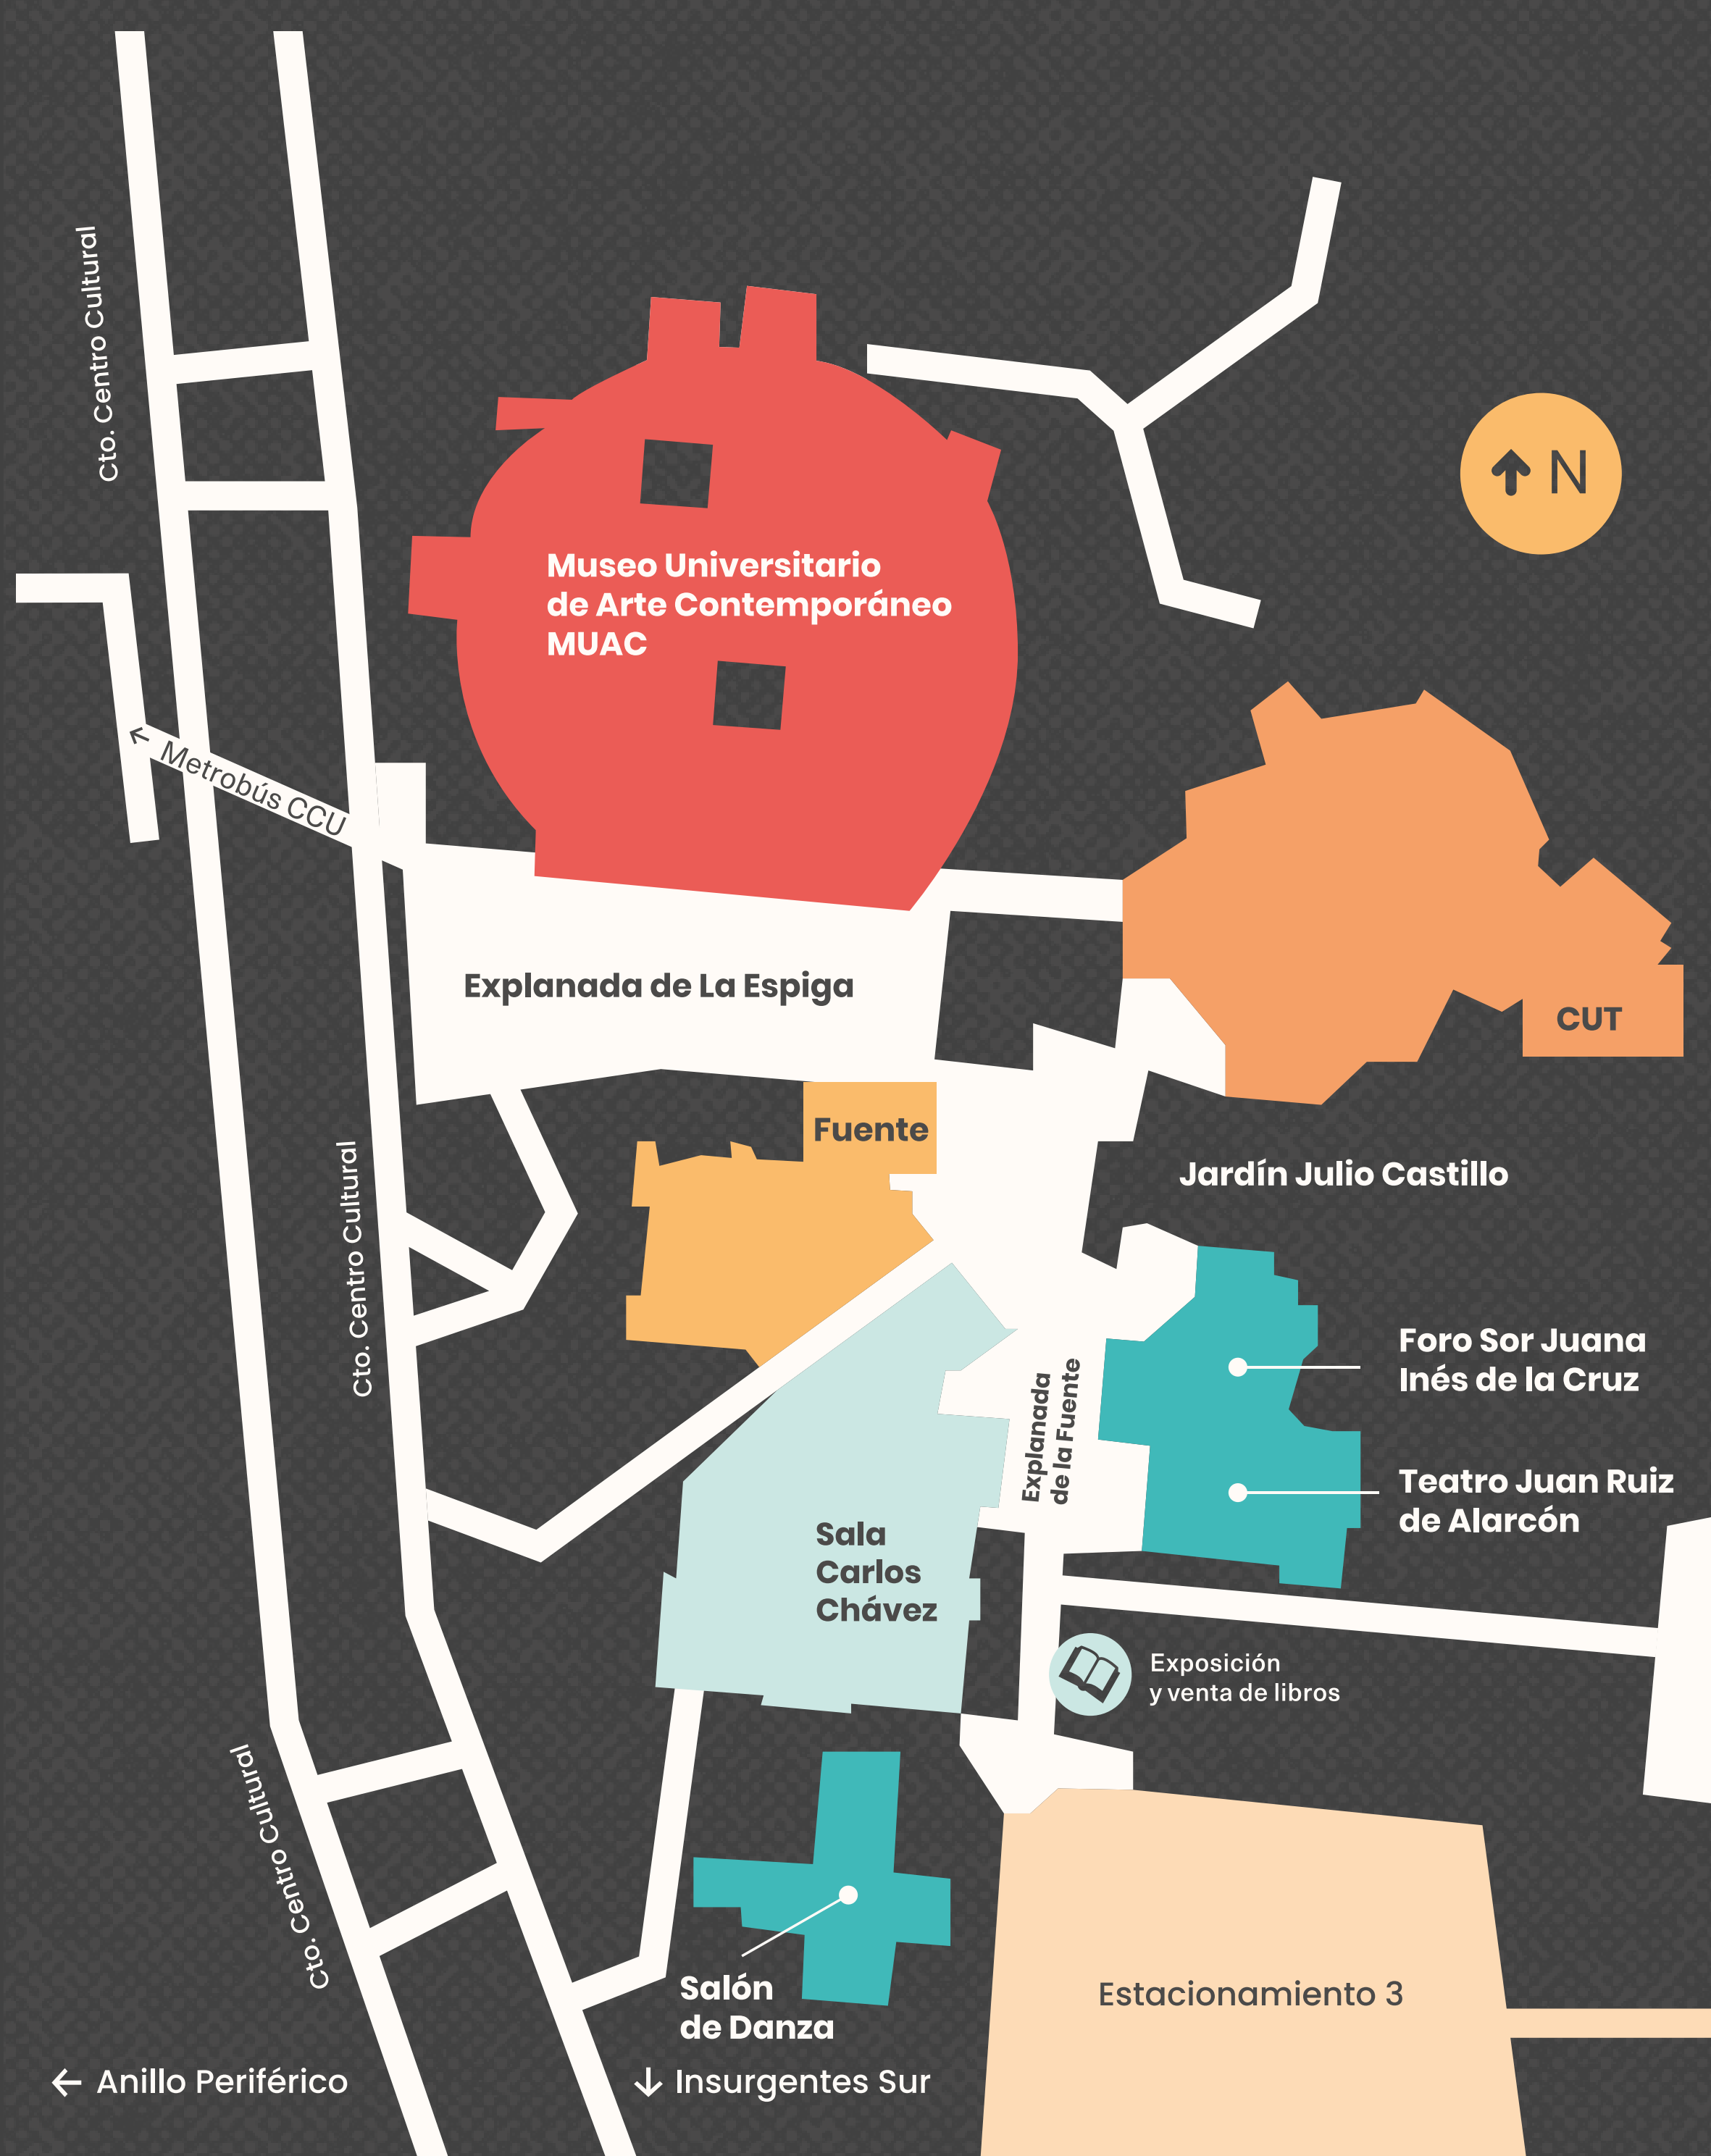 Cto. Centro Cultural
N
Museo Universitario
de Arte Contemporáneo
MUAC
← Metrobús CCU
Explanada de La Espiga
CUT
Fuente
Jardín Julio Castillo
Cto. Centro Cultural
Foro Sor Juana
Inés de la Cruz
Explanada
de la Fuente
Teatro Juan Ruiz
de Alarcón
Sala
Carlos
Chávez
Exposición
y venta de libros
Cto. Centro Cultural
Salón
de Danza
Estacionamiento 3
← Anillo Periférico
↓ Insurgentes Sur